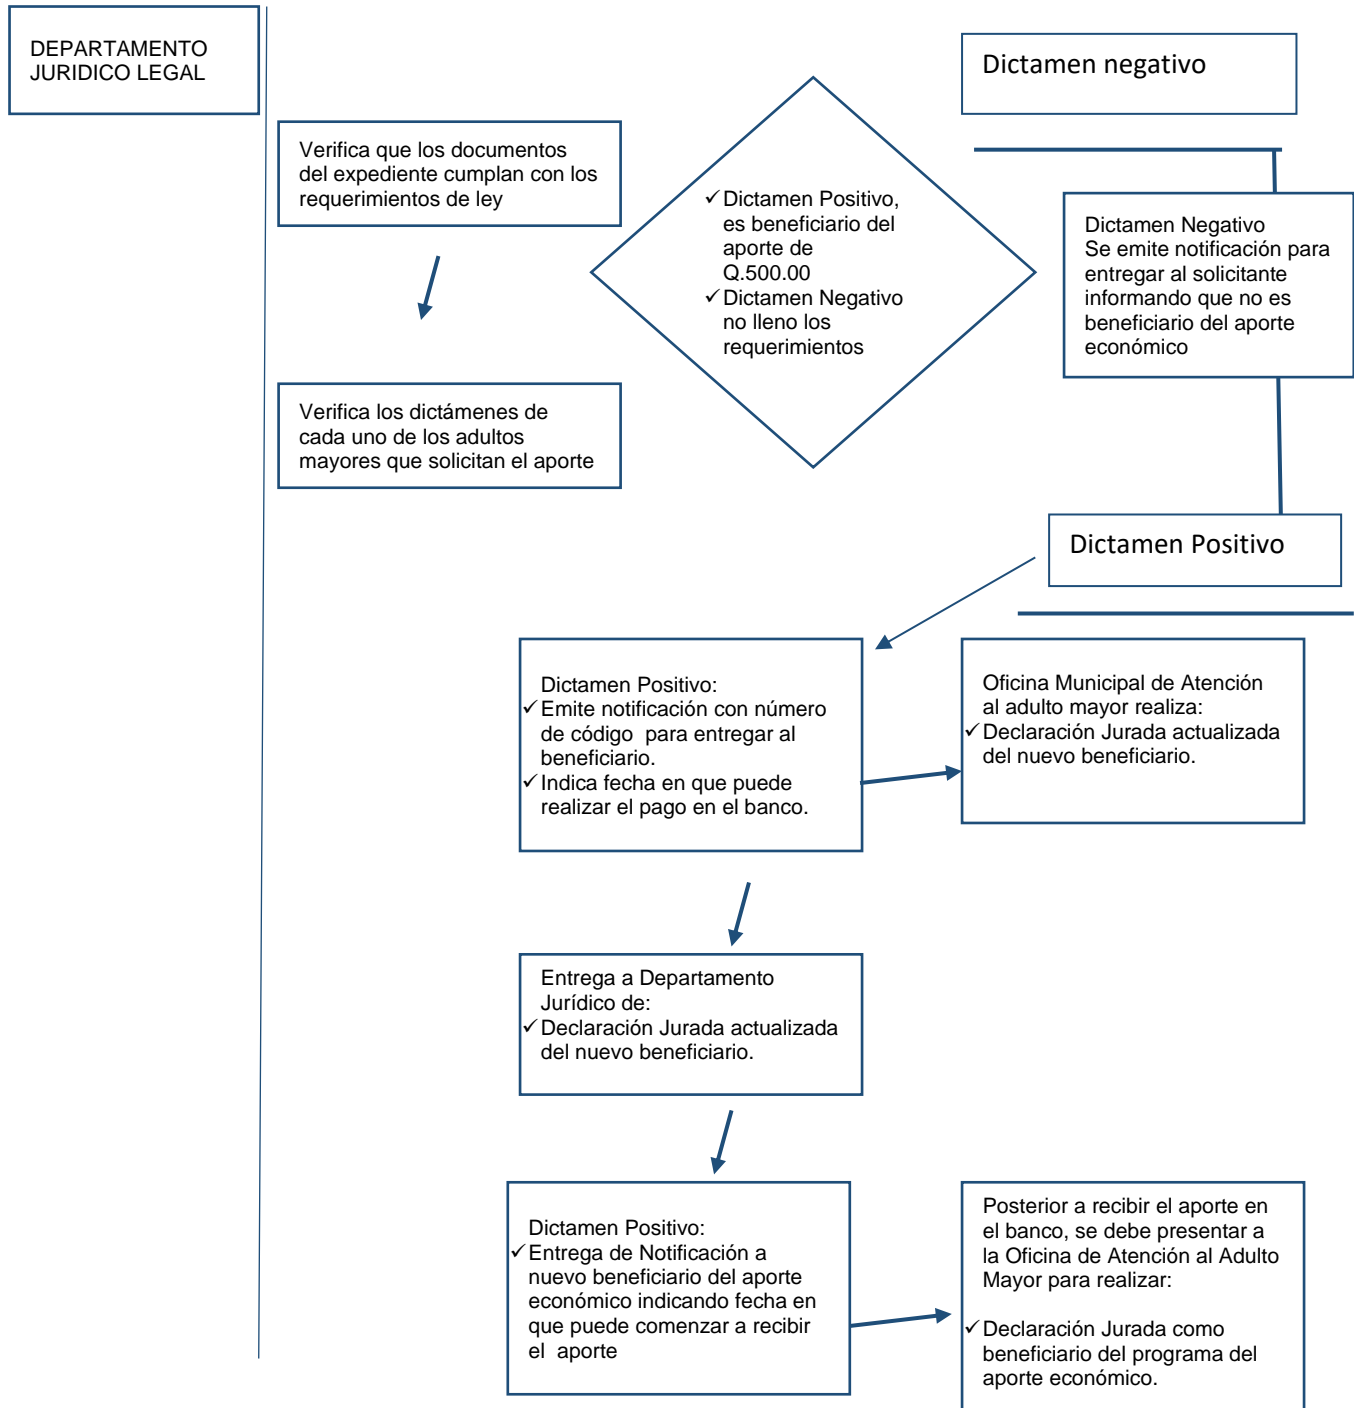 DEPARTAMENTO
JURIDICO LEGAL
Dictamen negativo
Verifica que los documentos
del expediente cumplan con los
requerimientos de ley
✓Dictamen Positivo,
es beneficiario del
aporte de
Q.500.00
✓Dictamen Negativo
no lleno los
requerimientos
Dictamen Negativo
Se emite notificación para
entregar al solicitante
informando que no es
beneficiario del aporte
económico
Verifica los dictámenes de
cada uno de los adultos
mayores que solicitan el aporte
Dictamen Positivo
Dictamen Positivo:
✓Emite notificación con número
de código para entregar al
beneficiario.
✓Indica fecha en que puede
realizar el pago en el banco.
Oficina Municipal de Atención
al adulto mayor realiza:
✓Declaración Jurada actualizada
del nuevo beneficiario.
Entrega a Departamento
Jurídico de:
✓Declaración Jurada actualizada
del nuevo beneficiario.
Dictamen Positivo:
✓Entrega de Notificación a
nuevo beneficiario del aporte
económico indicando fecha en
que puede comenzar a recibir
el aporte
Posterior a recibir el aporte en
el banco, se debe presentar a
la Oficina de Atención al Adulto
Mayor para realizar:
✓Declaración Jurada como
beneficiario del programa del
aporte económico.